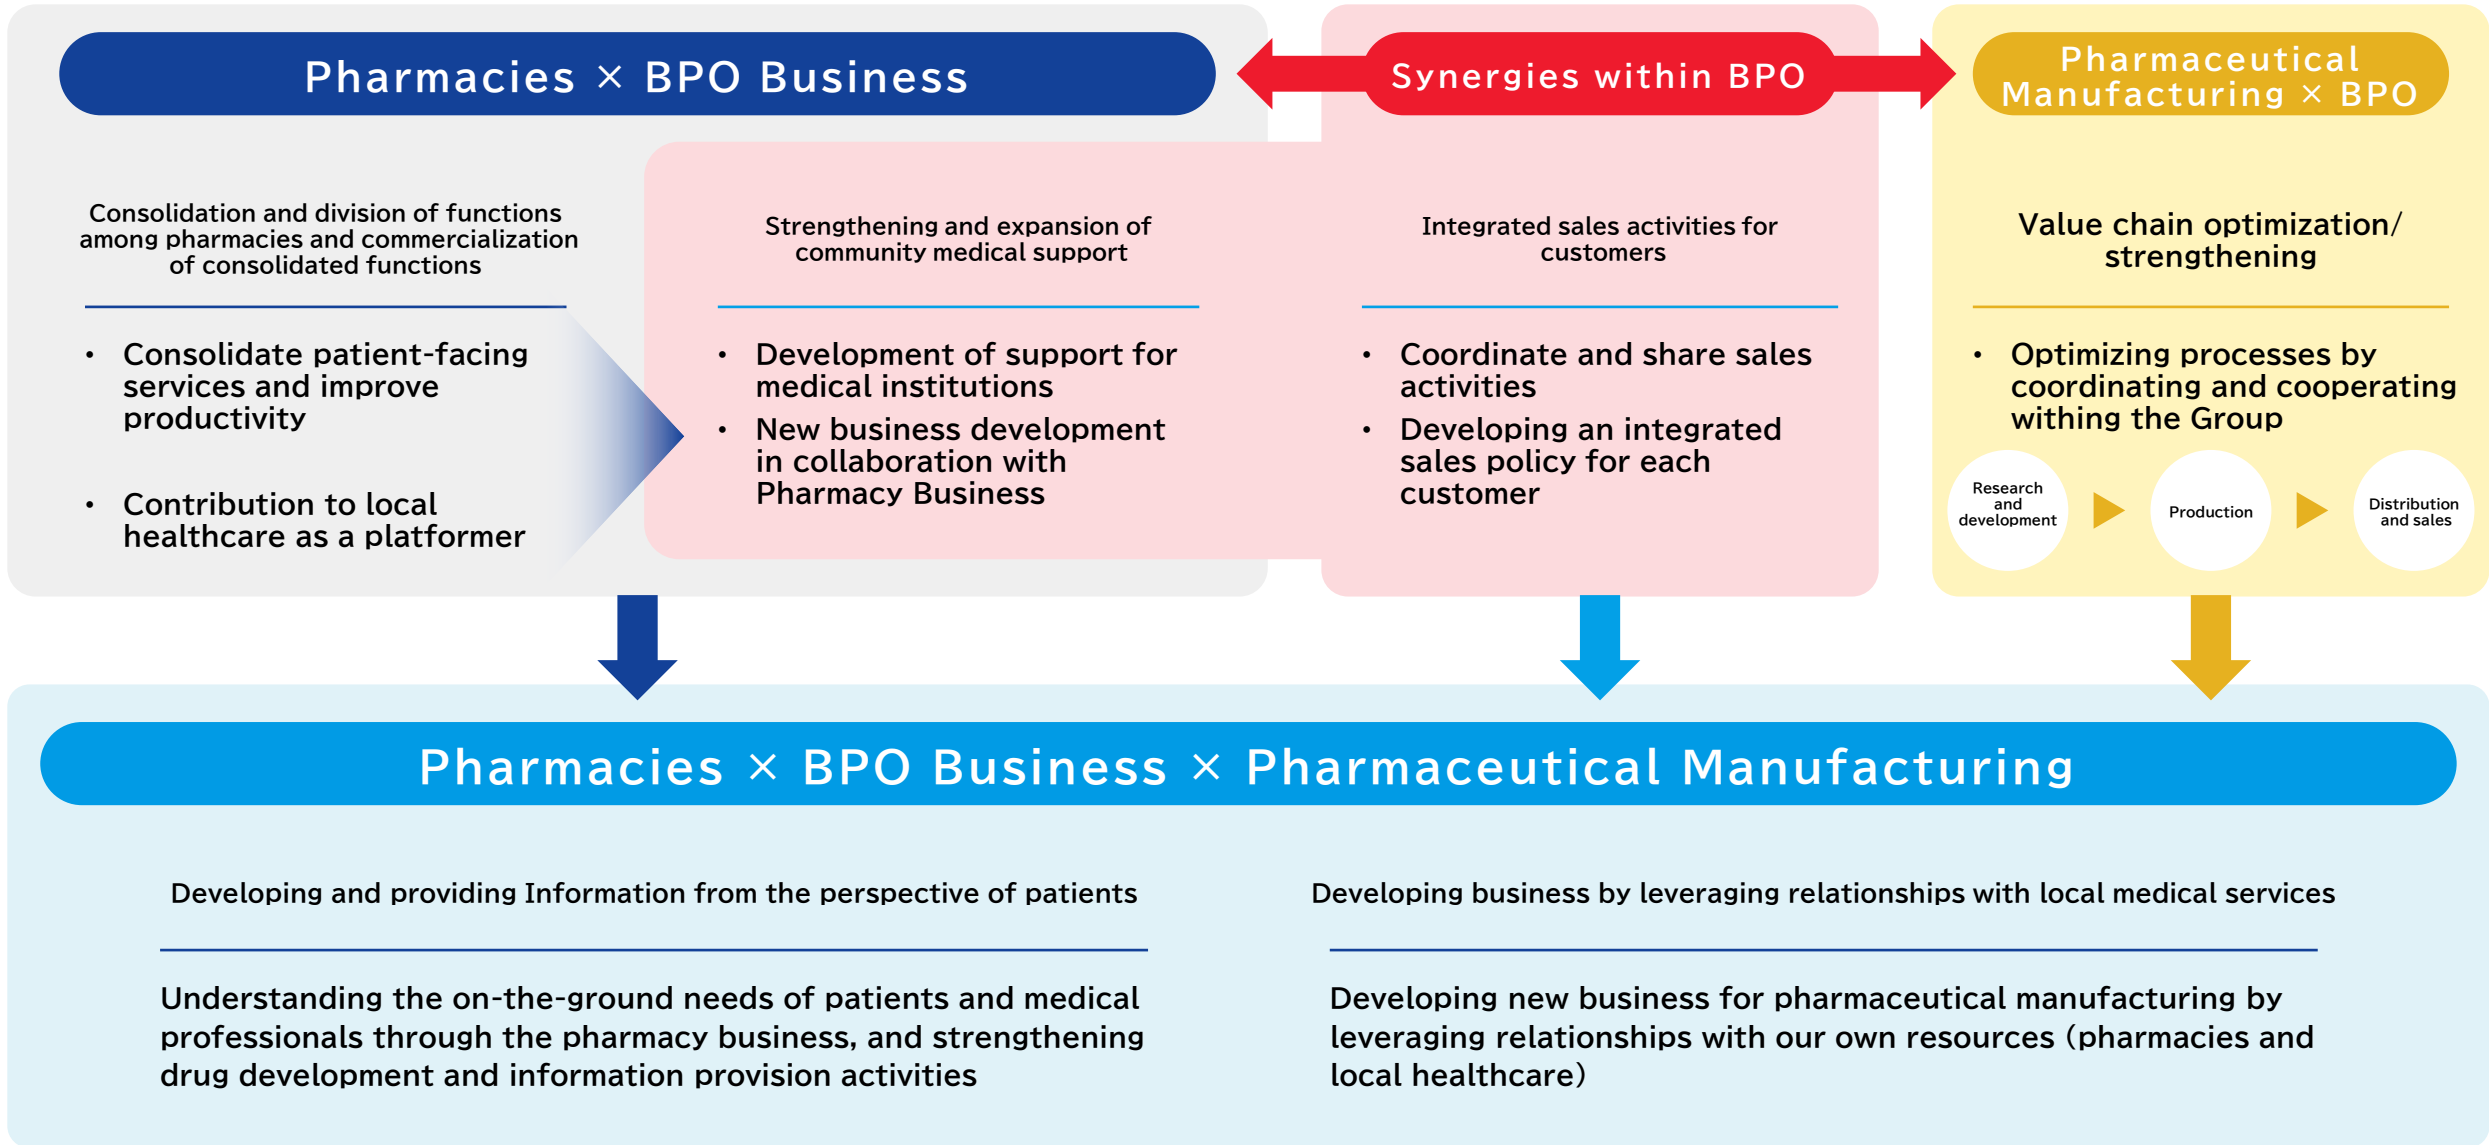 Pharmacies × BPO Business
Synergies within BPO
Pharmaceutical
Manufacturing × BPO
Consolidation and division of functions
among pharmacies and commercialization
of consolidated functions
• Consolidate patient-facing
services and improve
productivity
• Contribution to local
healthcare as a platformer
Strengthening and expansion of
community medical support
• Development of support for
medical institutions
• New business development
in collaboration with
Pharmacy Business
Integrated sales activities for
customers
• Coordinate and share sales
activities
• Developing an integrated
sales policy for each
customer
Value chain optimization/
strengthening
• Optimizing processes by
coordinating and cooperating
withing the Group
Research
and
development
Production
Distribution
and sales
Pharmacies × BPO Business × Pharmaceutical Manufacturing
Developing and providing Information from the perspective of patients
Understanding the on-the-ground needs of patients and medical
professionals through the pharmacy business, and strengthening
drug development and information provision activities
Developing business by leveraging relationships with local medical services
Developing new business for pharmaceutical manufacturing by
leveraging relationships with our own resources (pharmacies and
local healthcare)